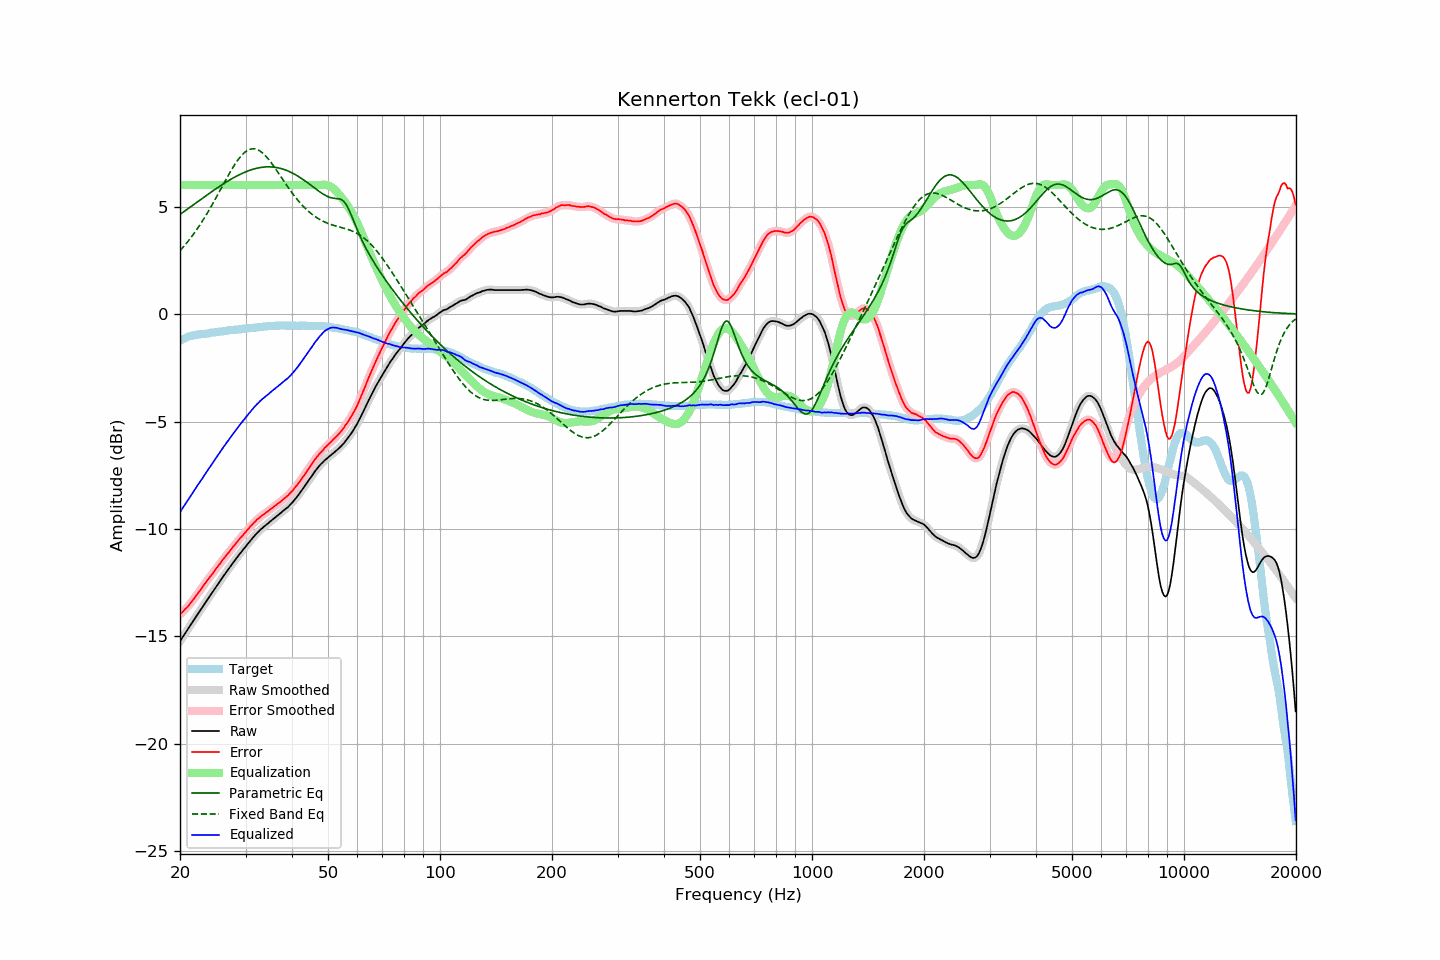 Kennerton Tekk (ecl-01)
Amplitude (dBr)
5
0
−5
−10
−15
−20
−25
Target
Raw Smoothed
Error Smoothed
Raw
Error
Equalization
Parametric Eq
Fixed Band Eq
Equalized
20 50 100 200 500 1000 2000 5000 10000 20000
Frequency (Hz)